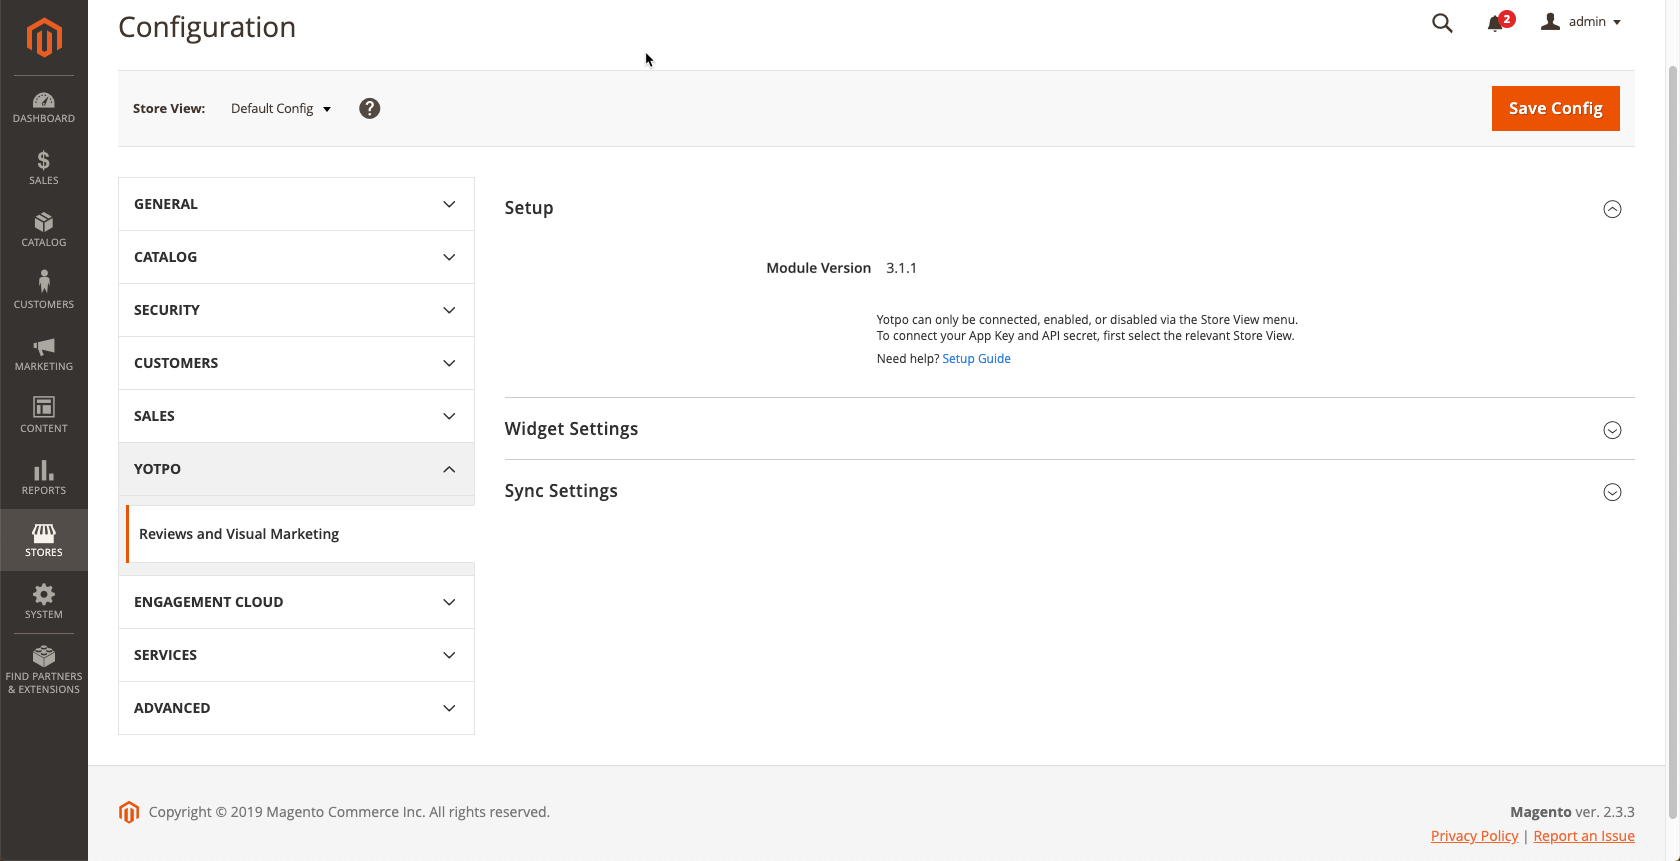 Configuration
2
admin
Store View:
Default Config
?
Save Config
DASHBOARD
SALES
CATALOG
CUSTOMERS
MARKETING
CONTENT
REPORTS
STORES
SYSTEM
FIND PARTNERS
& EXTENSIONS
GENERAL
CATALOG
SECURITY
CUSTOMERS
SALES
YOTPO
Reviews and Visual Marketing
ENGAGEMENT CLOUD
SERVICES
ADVANCED
Setup
Module Version 3.1.1
Yotpo can only be connected, enabled, or disabled via the Store View menu.
To connect your App Key and API secret, first select the relevant Store View.
Need help? Setup Guide
Widget Settings
Sync Settings
Copyright © 2019 Magento Commerce Inc. All rights reserved.
Magento ver. 2.3.3
Privacy Policy | Report an Issue